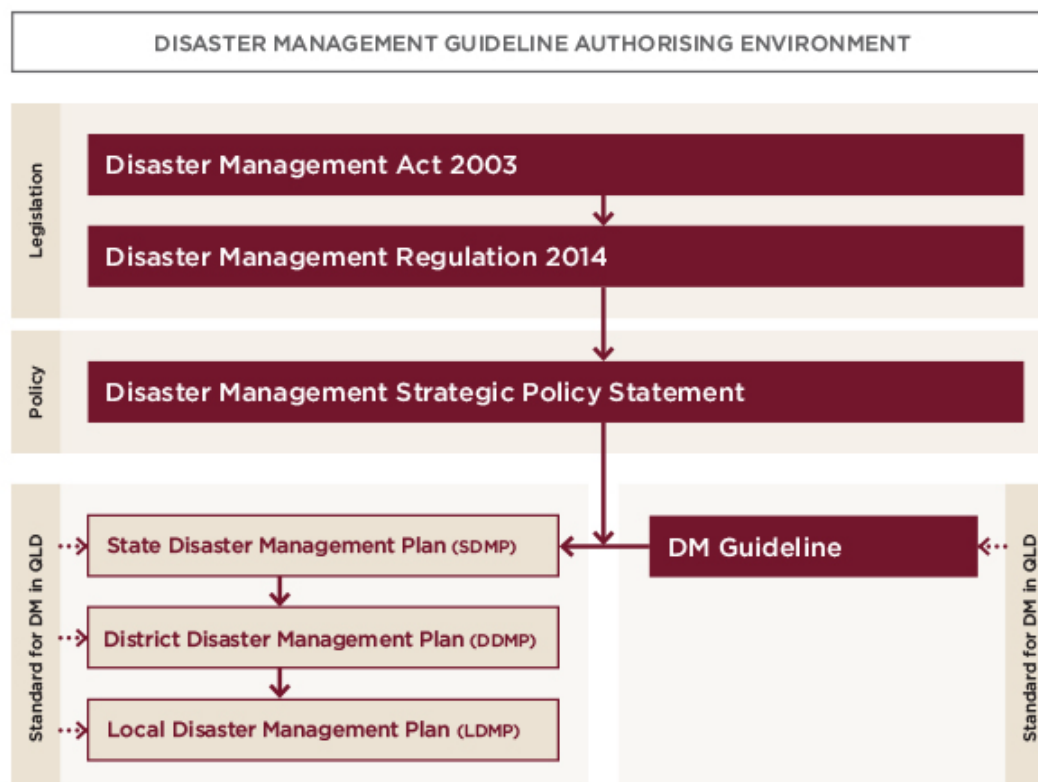 DISASTER MANAGEMENT GUIDELINE AUTHORISING ENVIRONMENT
Legislation
Disaster Management Act 2003
Disaster Management Regulation 2014
Policy
Disaster Management Strategic Policy Statement
Standard for DM in QLD
State Disaster Management Plan (SDMP)
DM Guideline
Standard for DM in QLD
District Disaster Management Plan (DDMP)
Local Disaster Management Plan (LDMP)